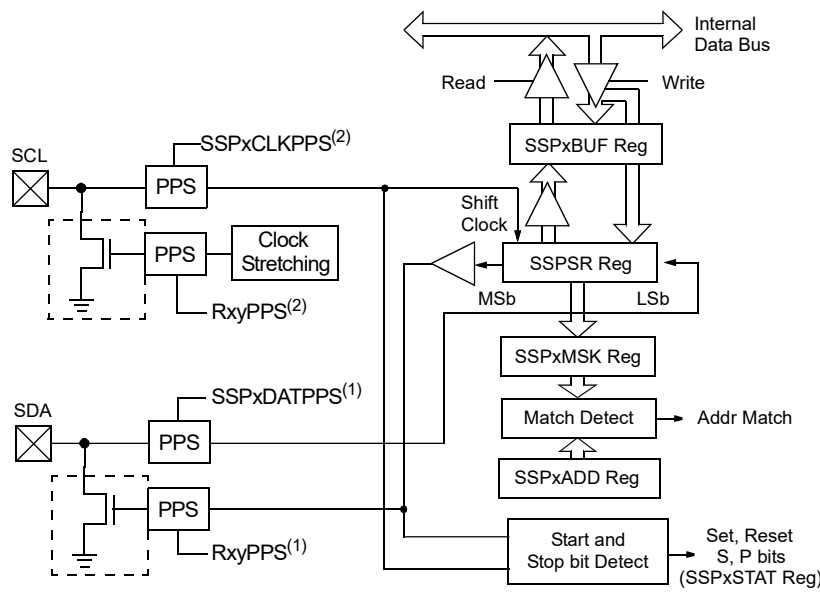 Internal
Data Bus
Read
Write
SSPxBUF Reg
SSPxCLKPPS(2)
SCL
PPS
Shift
Clock
PPS
Clock
Stretching
SSPSR Reg
MSb
LSb
RxyPPS(2)
SSPxMSK Reg
SSPxDATPPS(1)
SDA
PPS
Match Detect
Addr Match
SSPxADD Reg
PPS
RxyPPS(1)
Start and
Stop bit Detect
Set, Reset
S, P bits
(SSPxSTAT Reg)